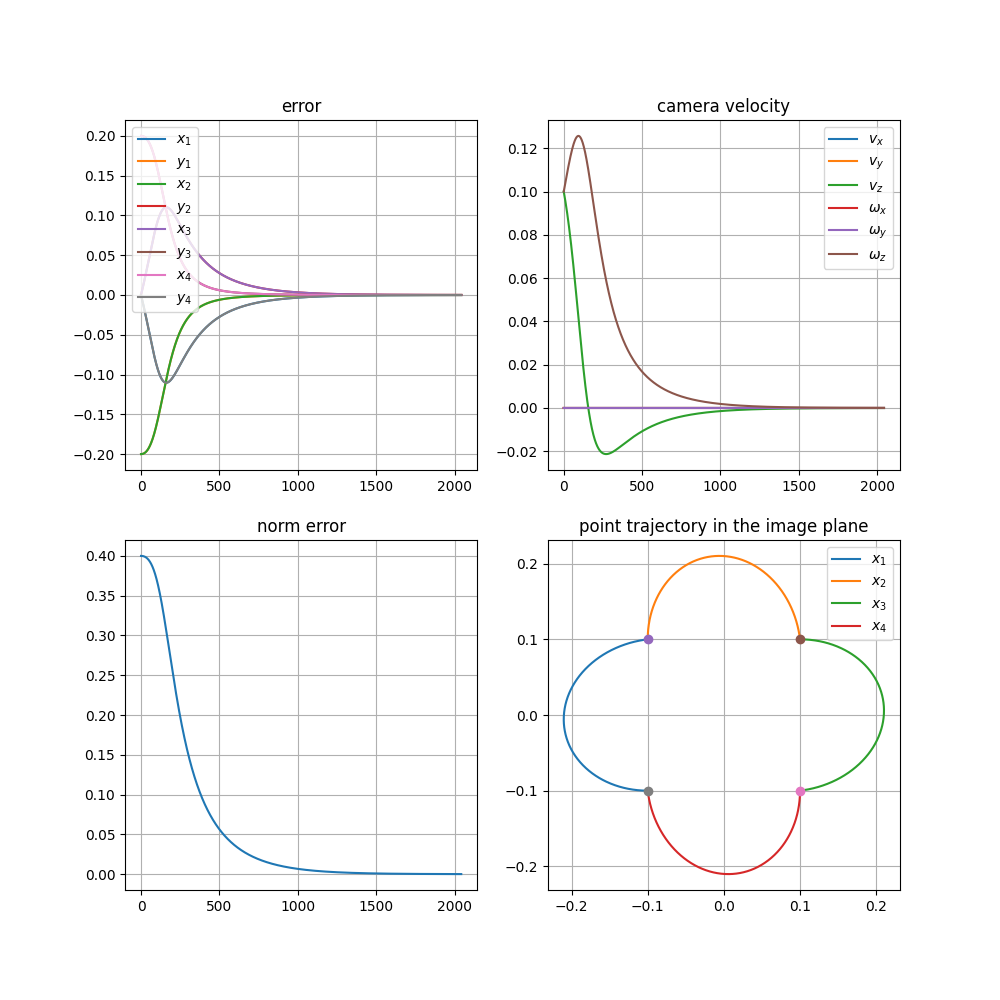 error
0.20
0.15
0.10
0.05
0.00
−0.05
−0.10
−0.15
−0.20
0
500
1000
1500
2000
x₁
y₁
x₂
y₂
x₃
y₃
x₄
y₄
camera velocity
0.12
0.10
0.08
0.06
0.04
0.02
0.00
−0.02
0
500
1000
1500
2000
vₓ
v_y
v_z
ωₓ
ω_y
ω_z
norm error
0.40
0.35
0.30
0.25
0.20
0.15
0.10
0.05
0.00
0
500
1000
1500
2000
point trajectory in the image plane
0.2
0.1
0.0
−0.1
−0.2
−0.2
−0.1
0.0
0.1
0.2
x₁
x₂
x₃
x₄